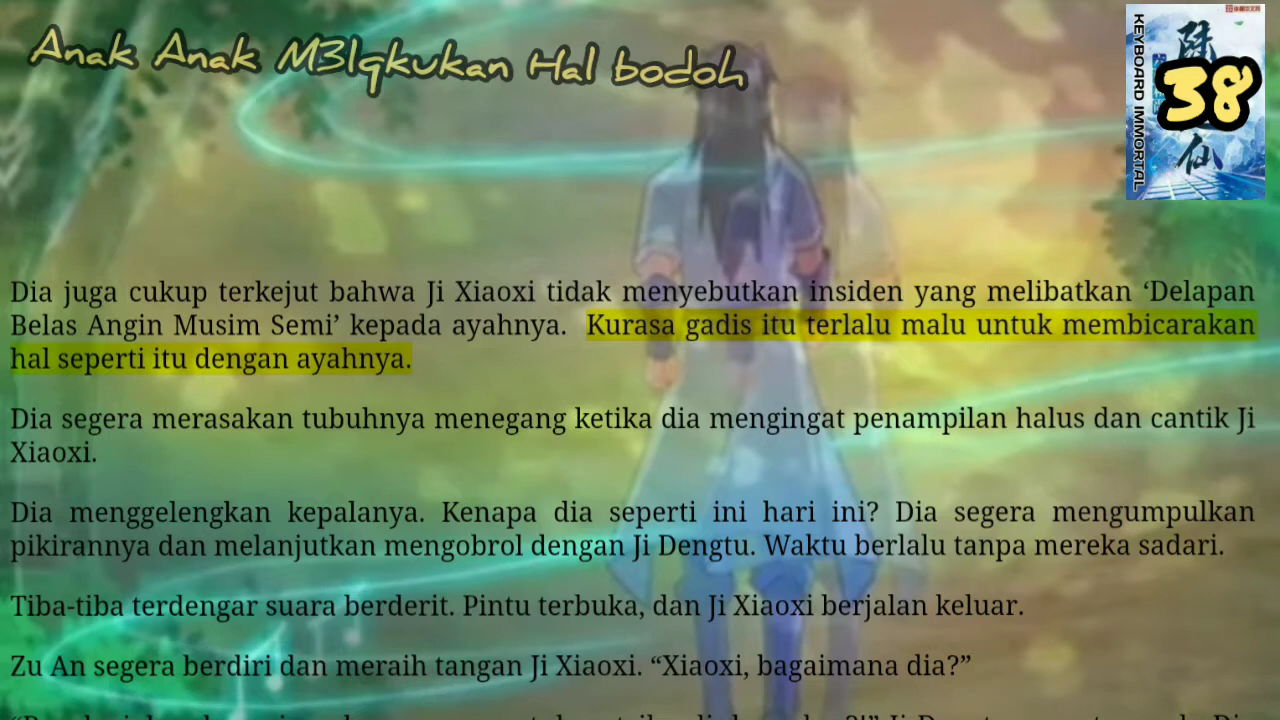 Anak Anak M3lqkukan Hal bodoh
KEYBOARD IMMORTAL
38
仙
Dia juga cukup terkejut bahwa Ji Xiaoxi tidak menyebutkan insiden yang melibatkan ‘Delapan
Belas Angin Musim Semi’ kepada ayahnya. Kurasa gadis itu terlalu malu untuk membicarakan
hal seperti itu dengan ayahnya.
Dia segera merasakan tubuhnya menegang ketika dia mengingat penampilan halus dan cantik Ji
Xiaoxi.
Dia menggelengkan kepalanya. Kenapa dia seperti ini hari ini? Dia segera mengumpulkan
pikirannya dan melanjutkan mengobrol dengan Ji Dengtu. Waktu berlalu tanpa mereka sadari.
Tiba-tiba terdengar suara berderit. Pintu terbuka, dan Ji Xiaoxi berjalan keluar.
Zu An segera berdiri dan meraih tangan Ji Xiaoxi. “Xiaoxi, bagaimana dia?”